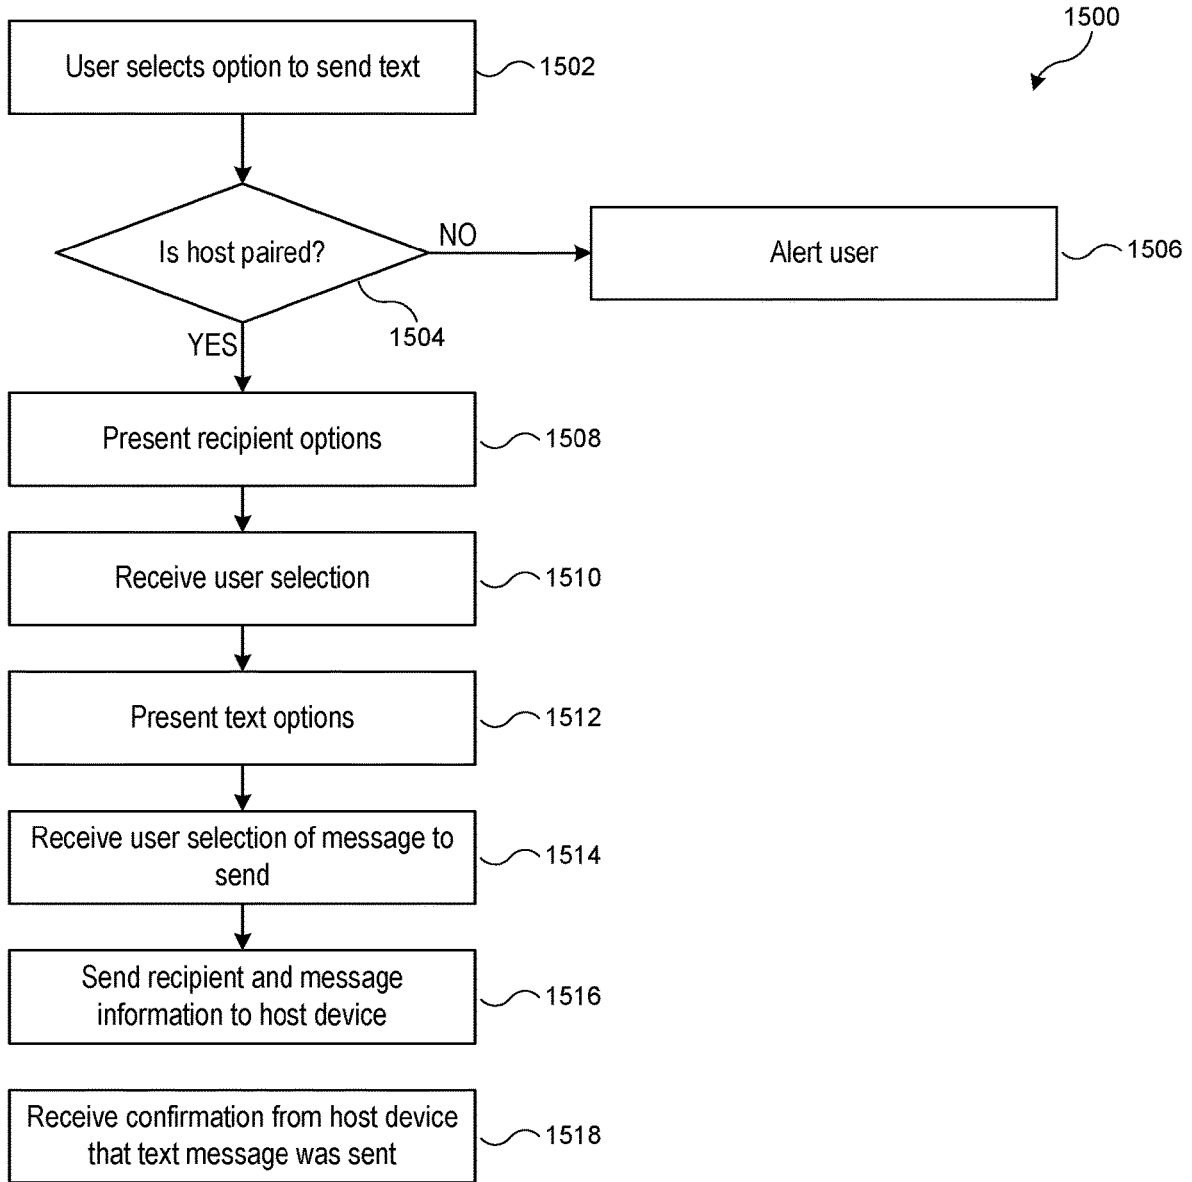 1500
User selects option to send text
1502
Is host paired?
NO
Alert user
1506
1504
YES
Present recipient options
1508
Receive user selection
1510
Present text options
1512
Receive user selection of message to
send
1514
Send recipient and message
information to host device
1516
Receive confirmation from host device
that text message was sent
1518